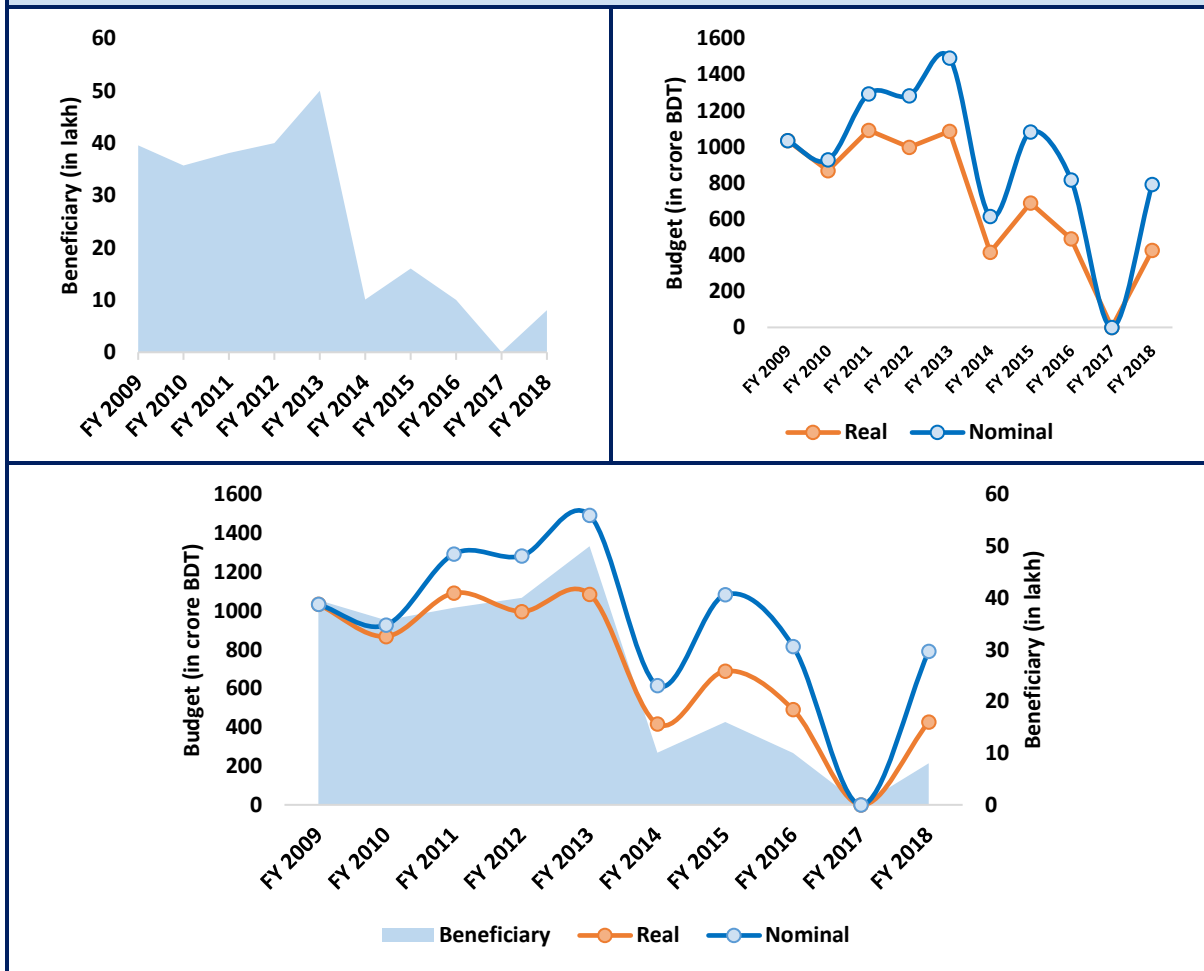 60
50
40
30
20
10
0
Beneficiary (in lakh)
FY 2009
FY 2010
FY 2011
FY 2012
FY 2013
FY 2014
FY 2015
FY 2016
FY 2017
FY 2018
1600
1400
1200
1000
800
600
400
200
0
Budget (in crore BDT)
FY 2009
FY 2010
FY 2011
FY 2012
FY 2013
FY 2014
FY 2015
FY 2016
FY 2017
FY 2018
Real Nominal
1600
1400
1200
1000
800
600
400
200
0
Budget (in crore BDT)
60
50
40
30
20
10
0
Beneficiary (in lakh)
FY 2009
FY 2010
FY 2011
FY 2012
FY 2013
FY 2014
FY 2015
FY 2016
FY 2017
FY 2018
Beneficiary Real Nominal